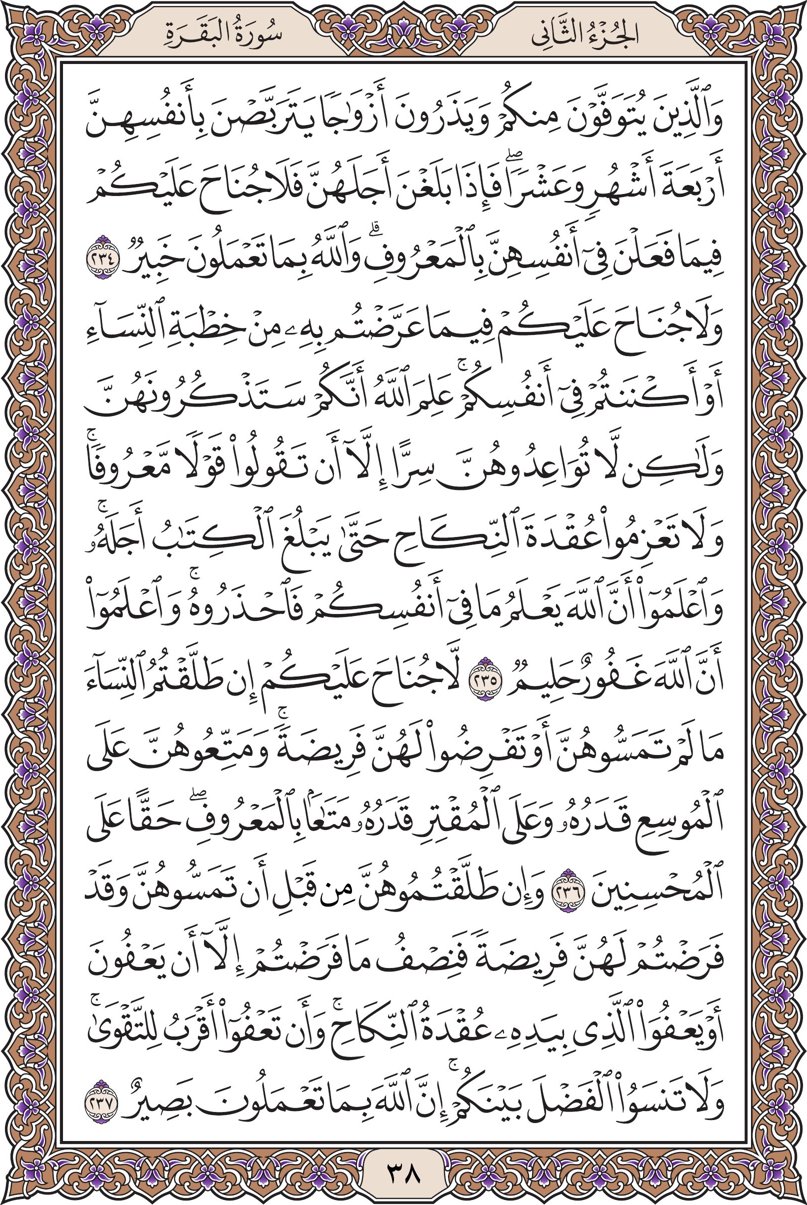 الجُزْءُ الثَّانِى
سُورَةُ البَقَرَةِ
وَٱلَّذِينَ يُتَوَفَّوْنَ مِنكُمْ وَيَذَرُونَ أَزْوَٰجًا يَتَرَبَّصْنَ بِأَنفُسِهِنَّ
أَرْبَعَةَ أَشْهُرٍ وَعَشْرًا ۖ فَإِذَا بَلَغْنَ أَجَلَهُنَّ فَلَا جُنَاحَ عَلَيْكُمْ
فِيمَا فَعَلْنَ فِىٓ أَنفُسِهِنَّ بِٱلْمَعْرُوفِ ۗ وَٱللَّهُ بِمَا تَعْمَلُونَ خَبِيرٌ ٢٣٤
وَلَا جُنَاحَ عَلَيْكُمْ فِيمَا عَرَّضْتُم بِهِۦ مِنْ خِطْبَةِ ٱلنِّسَآءِ
أَوْ أَكْنَنتُمْ فِىٓ أَنفُسِكُمْ ۚ عَلِمَ ٱللَّهُ أَنَّكُمْ سَتَذْكُرُونَهُنَّ
وَلَٰكِن لَّا تُوَاعِدُوهُنَّ سِرًّا إِلَّآ أَن تَقُولُوا۟ قَوْلًا مَّعْرُوفًا ۚ
وَلَا تَعْزِمُوا۟ عُقْدَةَ ٱلنِّكَاحِ حَتَّىٰ يَبْلُغَ ٱلْكِتَٰبُ أَجَلَهُۥ ۚ
وَٱعْلَمُوٓا۟ أَنَّ ٱللَّهَ يَعْلَمُ مَا فِىٓ أَنفُسِكُمْ فَٱحْذَرُوهُ ۚ وَٱعْلَمُوٓا۟
أَنَّ ٱللَّهَ غَفُورٌ حَلِيمٌ ٢٣٥ لَّا جُنَاحَ عَلَيْكُمْ إِن طَلَّقْتُمُ ٱلنِّسَآءَ
مَا لَمْ تَمَسُّوهُنَّ أَوْ تَفْرِضُوا۟ لَهُنَّ فَرِيضَةً ۚ وَمَتِّعُوهُنَّ عَلَى
ٱلْمُوسِعِ قَدَرُهُۥ وَعَلَى ٱلْمُقْتِرِ قَدَرُهُۥ مَتَٰعًۢا بِٱلْمَعْرُوفِ ۖ حَقًّا عَلَى
ٱلْمُحْسِنِينَ ٢٣٦ وَإِن طَلَّقْتُمُوهُنَّ مِن قَبْلِ أَن تَمَسُّوهُنَّ وَقَدْ
فَرَضْتُمْ لَهُنَّ فَرِيضَةً فَنِصْفُ مَا فَرَضْتُمْ إِلَّآ أَن يَعْفُونَ
أَوْ يَعْفُوَا۟ ٱلَّذِى بِيَدِهِۦ عُقْدَةُ ٱلنِّكَاحِ ۚ وَأَن تَعْفُوٓا۟ أَقْرَبُ لِلتَّقْوَىٰ ۚ
وَلَا تَنسَوُا۟ ٱلْفَضْلَ بَيْنَكُمْ ۚ إِنَّ ٱللَّهَ بِمَا تَعْمَلُونَ بَصِيرٌ ٢٣٧
٣٨